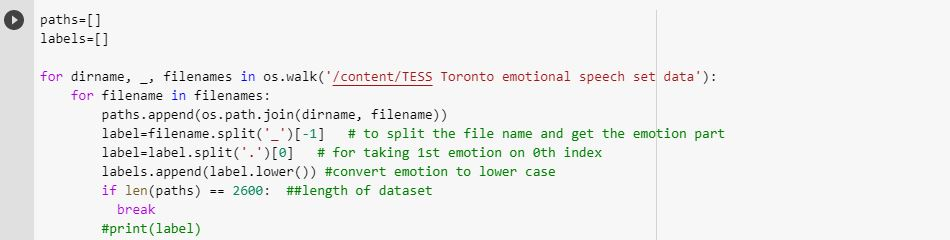 paths=[]
labels=[]
for dirname, _, filenames in os.walk('/content/TESS Toronto emotional speech set data'):
    for filename in filenames:
        paths.append(os.path.join(dirname, filename))
        label=filename.split('_')[-1]   # to split the file name and get the emotion part
        label=label.split('.')[0]   # for taking 1st emotion on 0th index
        labels.append(label.lower()) #convert emotion to lower case
        if len(paths) == 2600:  ##length of dataset
          break
        #print(label)